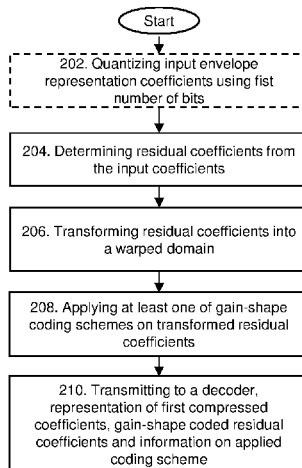 Start
202. Quantizing input envelope
representation coefficients using fist
number of bits
204. Determining residual coefficients from
the input coefficients
206. Transforming residual coefficients into
a warped domain
208. Applying at least one of gain-shape
coding schemes on transformed residual
coefficients
210. Transmitting to a decoder,
representation of first compressed
coefficients, gain-shape coded residual
coefficients and information on applied
coding scheme